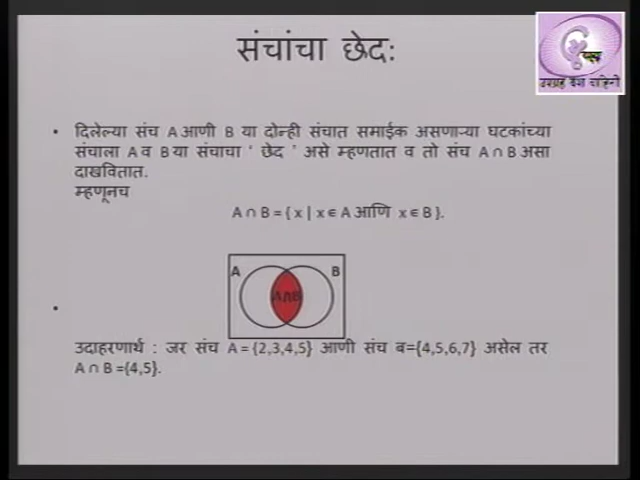 संचांचा छेद:
• दिलेल्या संच A आणी B या दोन्ही संचात समाईक असणाऱ्या घटकांच्या
संचाला A व B या संचाचा ' छेद ' असे म्हणतात व तो संच A ∩ B असा
दाखवितात.
म्हणूनच
A ∩ B = { x | x ∈ A आणि x ∈ B }.
A
B
A∩B
•
उदाहरणार्थ : जर संच A = {2,3,4,5} आणी संच ब={4,5,6,7} असेल तर
A ∩ B ={4,5}.